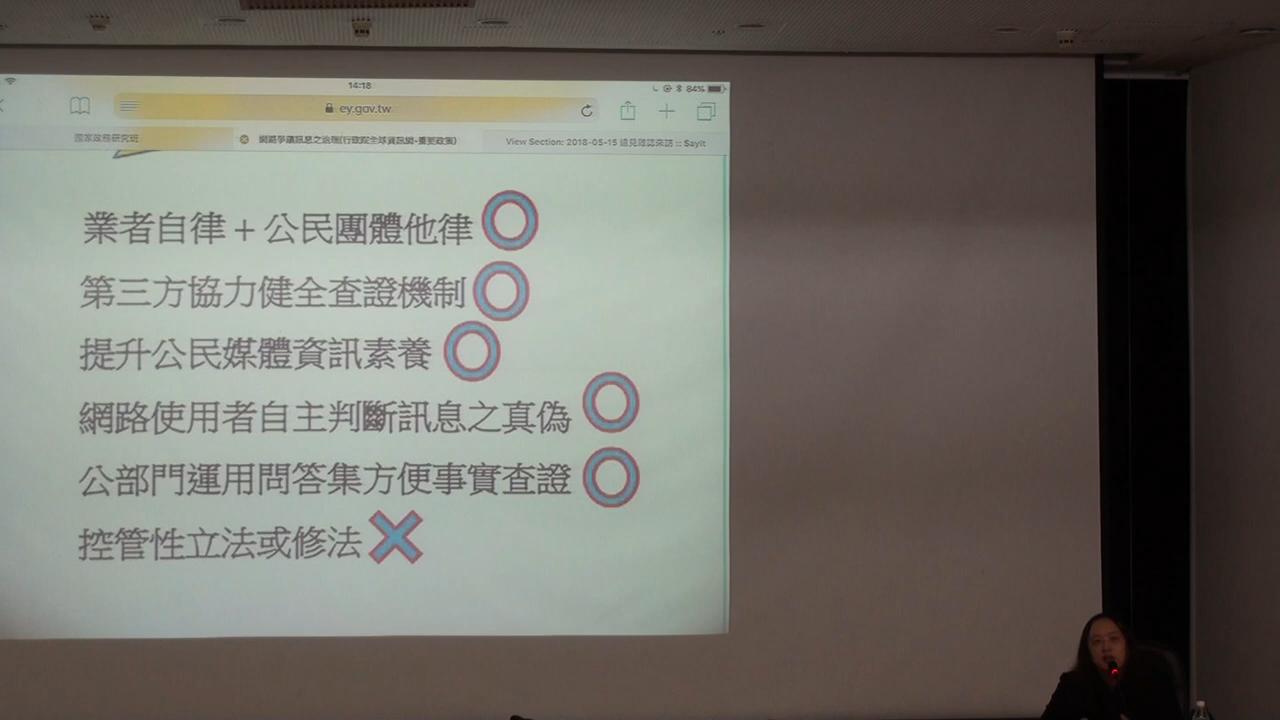 14:18
84%
ey.gov.tw
國家政務研究班
網路爭議訊息之治理(行政院全球資訊網-重要政策)
View Section: 2018-05-15 遠見雜誌來訪 :: SayIt
業者自律 + 公民團體他律
第三方協力健全查證機制
提升公民媒體資訊素養
網路使用者自主判斷訊息之真偽
公部門運用問答集方便事實查證
控管性立法或修法